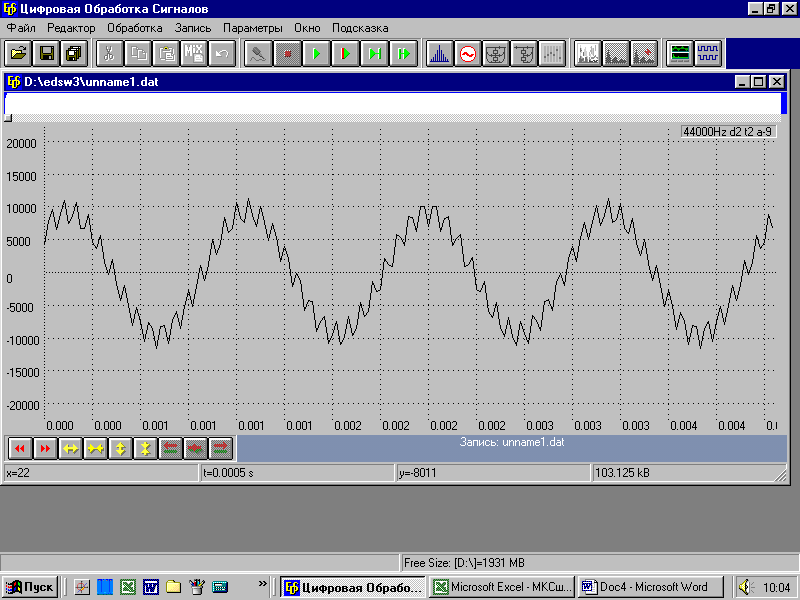 Цифровая Обработка Сигналов
Файл Редактор Обработка Запись Параметры Окно Подсказка
MiX
D:\edsw3\unname1.dat
44000Hz d2 t2 a-9
20000
15000
10000
5000
0
-5000
-10000
-15000
-20000
0.000 0.000 0.001 0.001 0.001 0.001 0.002 0.002 0.002 0.002 0.003 0.003 0.003 0.004 0.004
Запись: unname1.dat
x=22 t=0.0005 s y=-8011 103.125 kB
Free Size: [D:\]=1931 MB
Пуск » Цифровая Обрабо... Microsoft Excel - МКСш... Doc4 - Microsoft Word 10:04